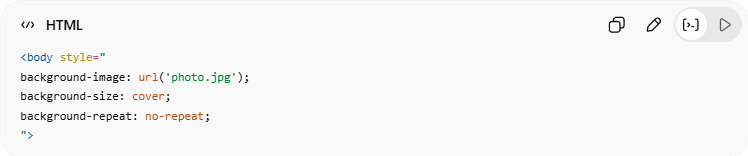 HTML
<body style="
background-image: url('photo.jpg');
background-size: cover;
background-repeat: no-repeat;
">